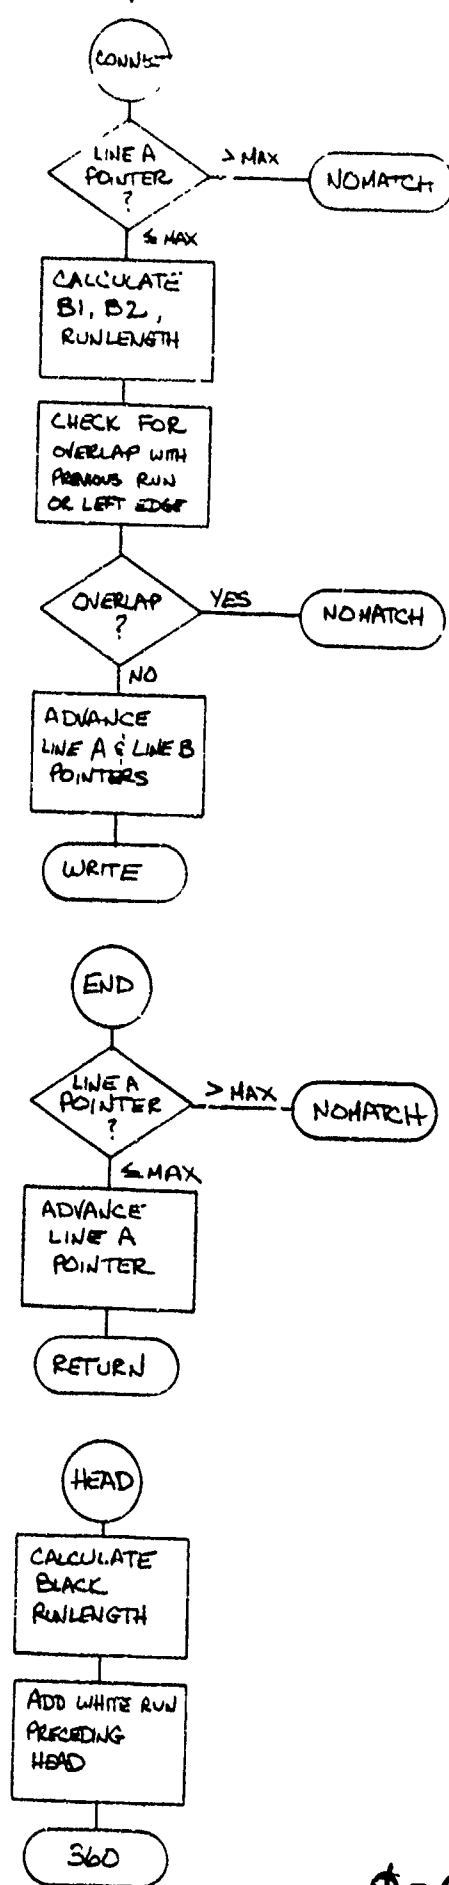 LINE A
POINTER
?
> MAX
NOMATCH
≤ MAX
CALCULATE
B1, B2,
RUNLENGTH
CHECK FOR
OVERLAP WITH
PREVIOUS RUN
OR LEFT EDGE
OVERLAP
?
YES
NOMATCH
NO
ADVANCE
LINE A & LINE B
POINTERS
WRITE
END
LINE A
POINTER
?
> MAX
NOMATCH
≤ MAX
ADVANCE
LINE A
POINTER
RETURN
HEAD
CALCULATE
BLACK
RUNLENGTH
ADD WHITE RUN
PRECEDING
HEAD
360